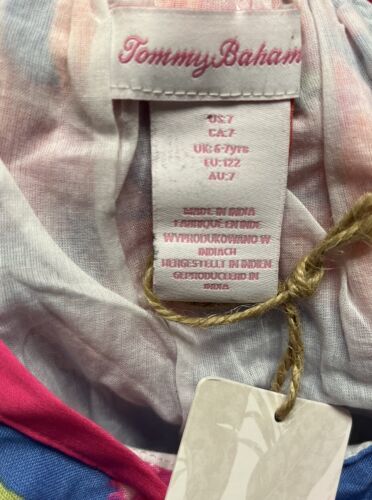 Tommy Baham
US:7
CA:7
UK: 6-7yrs
EU: 122
AU: 7
MADE IN INDIA
FABRIQUÉ EN INDE
WYPRODUKOWANO W
INDIACH
HERGESTELLT IN INDIEN
GEPRODUCEERD IN
INDIA